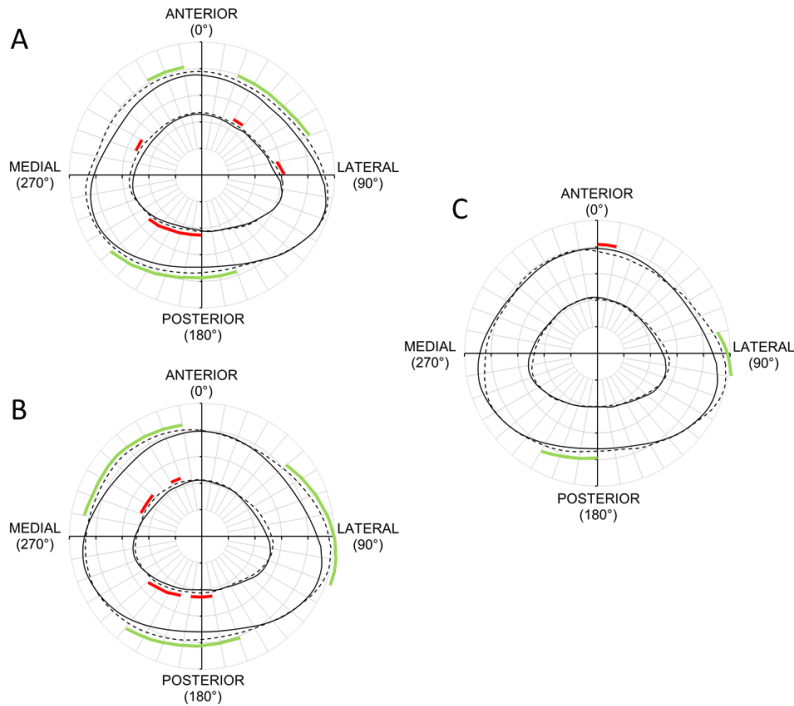 A
ANTERIOR
(0°)
MEDIAL
(270°)
LATERAL
(90°)
POSTERIOR
(180°)
B
ANTERIOR
(0°)
MEDIAL
(270°)
LATERAL
(90°)
POSTERIOR
(180°)
C
ANTERIOR
(0°)
MEDIAL
(270°)
LATERAL
(90°)
POSTERIOR
(180°)